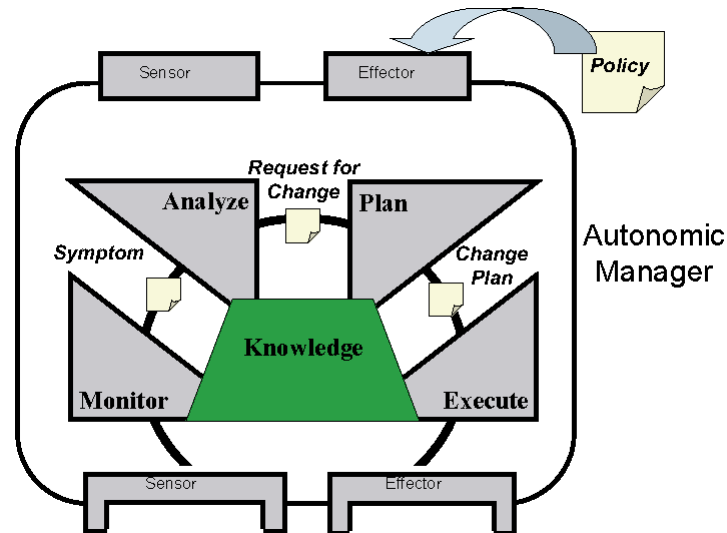 Sensor
Effector
Policy
Request for
Change
Analyze
Plan
Symptom
Change
Plan
Autonomic
Manager
Knowledge
Monitor
Execute
Sensor
Effector